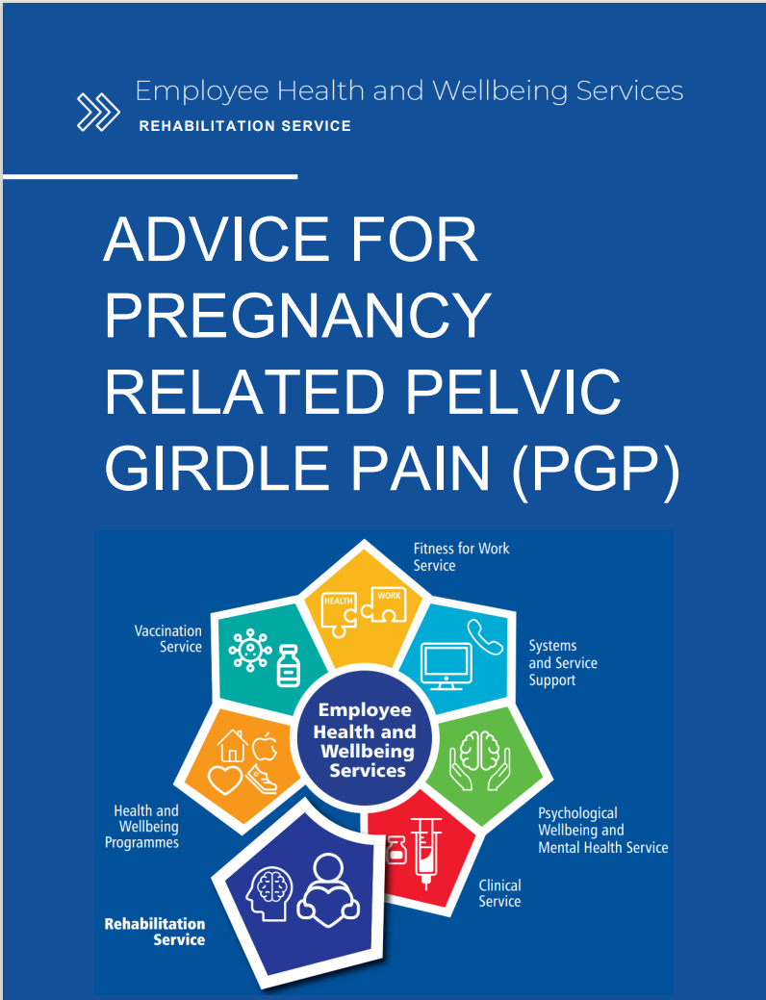 Employee Health and Wellbeing Services
REHABILITATION SERVICE
ADVICE FOR
PREGNANCY
RELATED PELVIC
GIRDLE PAIN (PGP)
Fitness for Work
Service
HEALTH
WORK
Vaccination
Service
Systems
and Service
Support
Employee
Health and
Wellbeing
Services
Health and
Wellbeing
Programmes
Psychological
Wellbeing and
Mental Health Service
Clinical
Service
Rehabilitation
Service